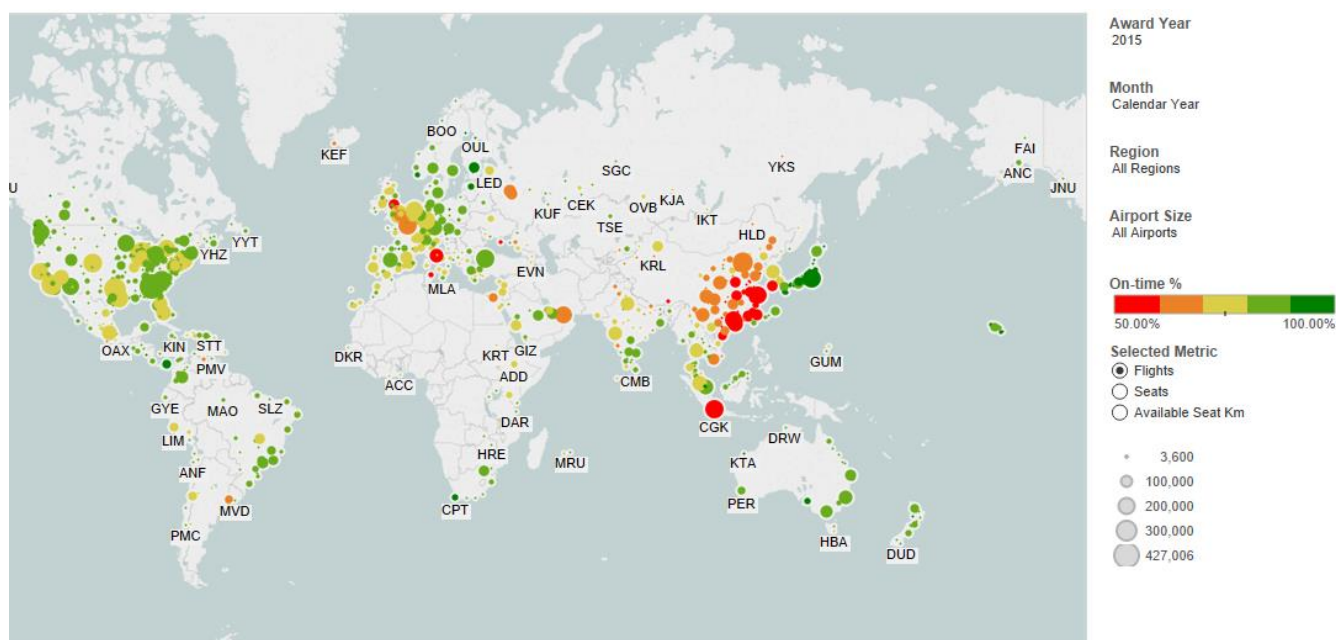 BOO
OUL
KEF
LED
SGC
YKS
FAI
ANC
JNU
U
KUF
CEK
OVB
KJA
TSE
IKT
HLD
YYT
YHZ
EVN
KRL
MLA
OAX
KIN
STT
PMV
DKR
KRT
GIZ
ACC
ADD
CMB
GUM
GYE
MAO
SLZ
DAR
CGK
LIM
DRW
ANF
HRE
MRU
KTA
MVD
CPT
PER
PMC
HBA
DUD
Award Year
2015
Month
Calendar Year
Region
All Regions
Airport Size
All Airports
On-time %
50.00% 100.00%
Selected Metric
Flights
Seats
Available Seat Km
3,600
100,000
200,000
300,000
427,006